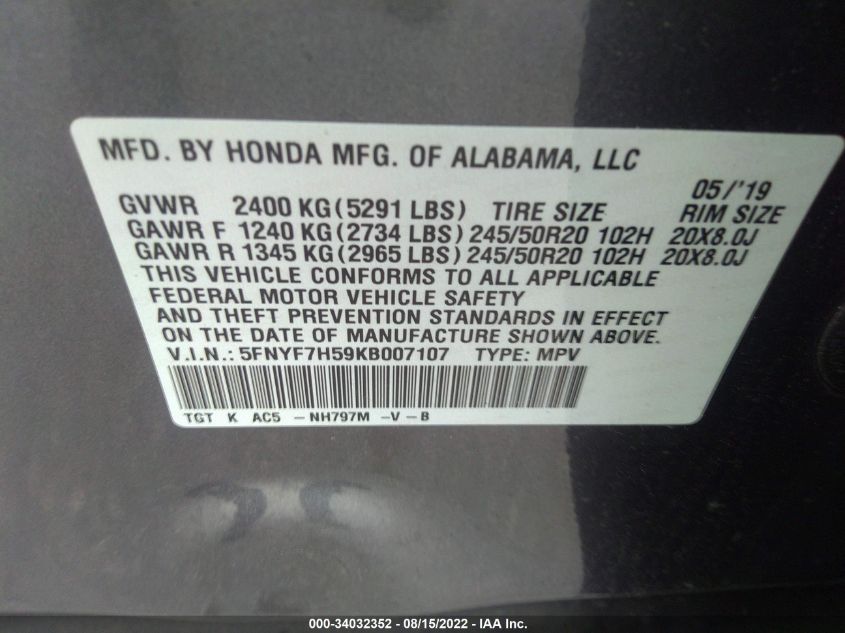 MFD. BY HONDA MFG. OF ALABAMA, LLC
05/'19
GVWR 2400 KG(5291 LBS) TIRE SIZE RIM SIZE
GAWR F 1240 KG(2734 LBS) 245/50R20 102H 20X8.0J
GAWR R 1345 KG(2965 LBS) 245/50R20 102H 20X8.0J
THIS VEHICLE CONFORMS TO ALL APPLICABLE
FEDERAL MOTOR VEHICLE SAFETY
AND THEFT PREVENTION STANDARDS IN EFFECT
ON THE DATE OF MANUFACTURE SHOWN ABOVE.
V.I.N.: 5FNYF7H59KB007107 TYPE: MPV
TGT K AC5 -NH797M -V-B
000-34032352 - 08/15/2022 - IAA Inc.